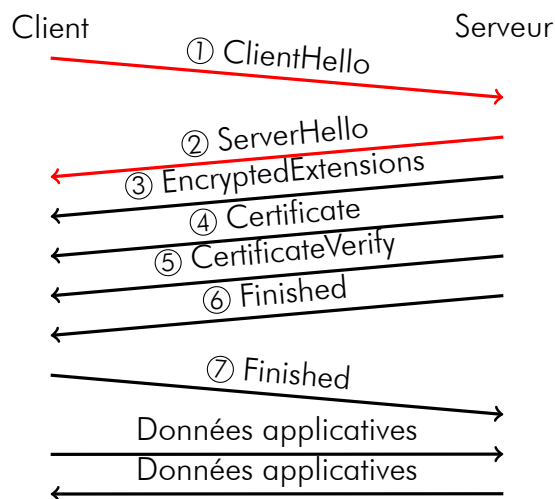 Client
Serveur
① ClientHello
② ServerHello
③ EncryptedExtensions
④ Certificate
⑤ CertificateVerify
⑥ Finished
⑦ Finished
Données applicatives
Données applicatives